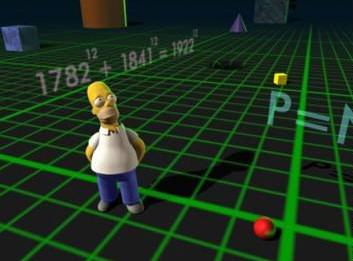 1782¹² + 1841¹² = 1922¹²
P=N